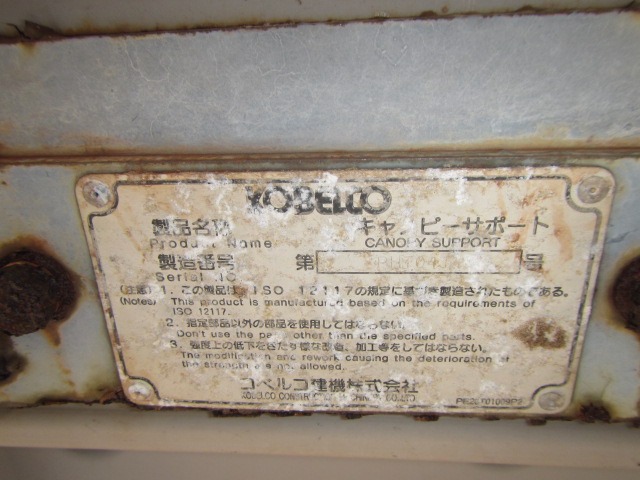 KOBELCO
製品名称 キャノピーサポート
Product Name CANOPY SUPPORT
製造番号 第 号
Serial
(注意) 1. この製品は、ISO 12117の規定に基づき製造されたものである。
(Notes) This product is manufactured based on the requirements of
ISO 12117.
2. 指定部品以外の部品を使用してはならない。
Don't use the parts other than the specified parts.
3. 強度上の低下をきたす様な改造、加工等をしてはならない。
The modification and rework causing the deterioration of
the strength are not allowed.
コベルコ建機株式会社
KOBELCO CONSTRUCTION MACHINERY CO.,LTD.